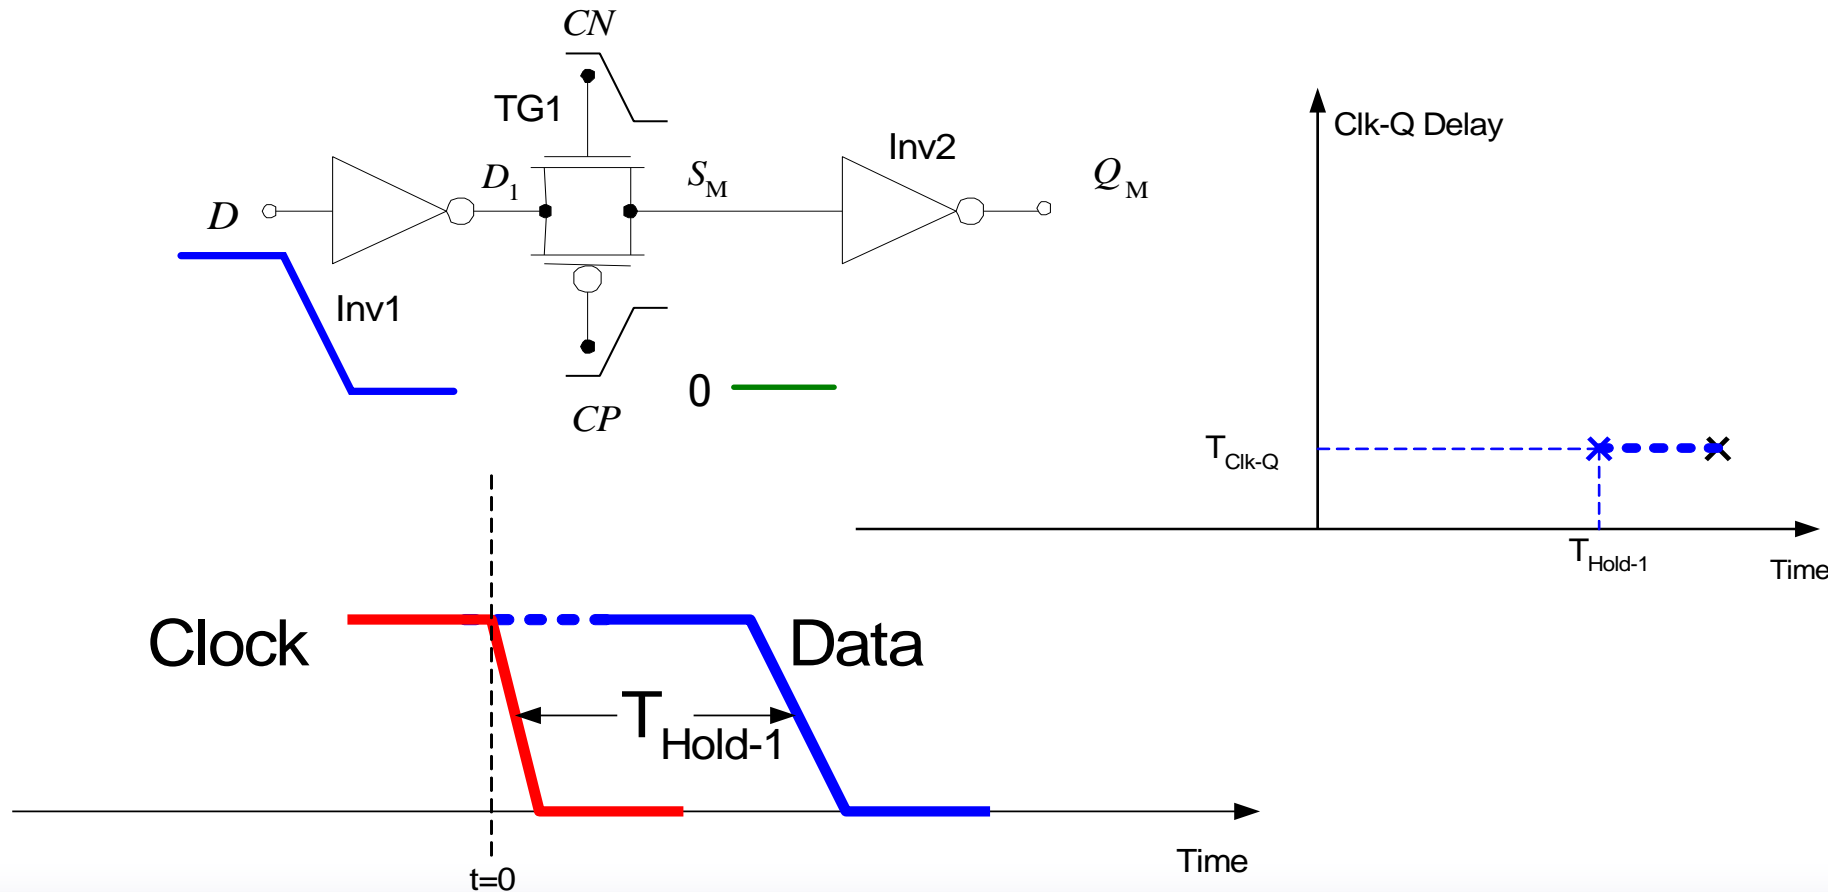 CN
TG1
Clk-Q Delay
Inv2
D1
SM
QM
D
Inv1
0
CP
TClk-Q
THold-1
Time
Clock
Data
THold-1
Time
t=0